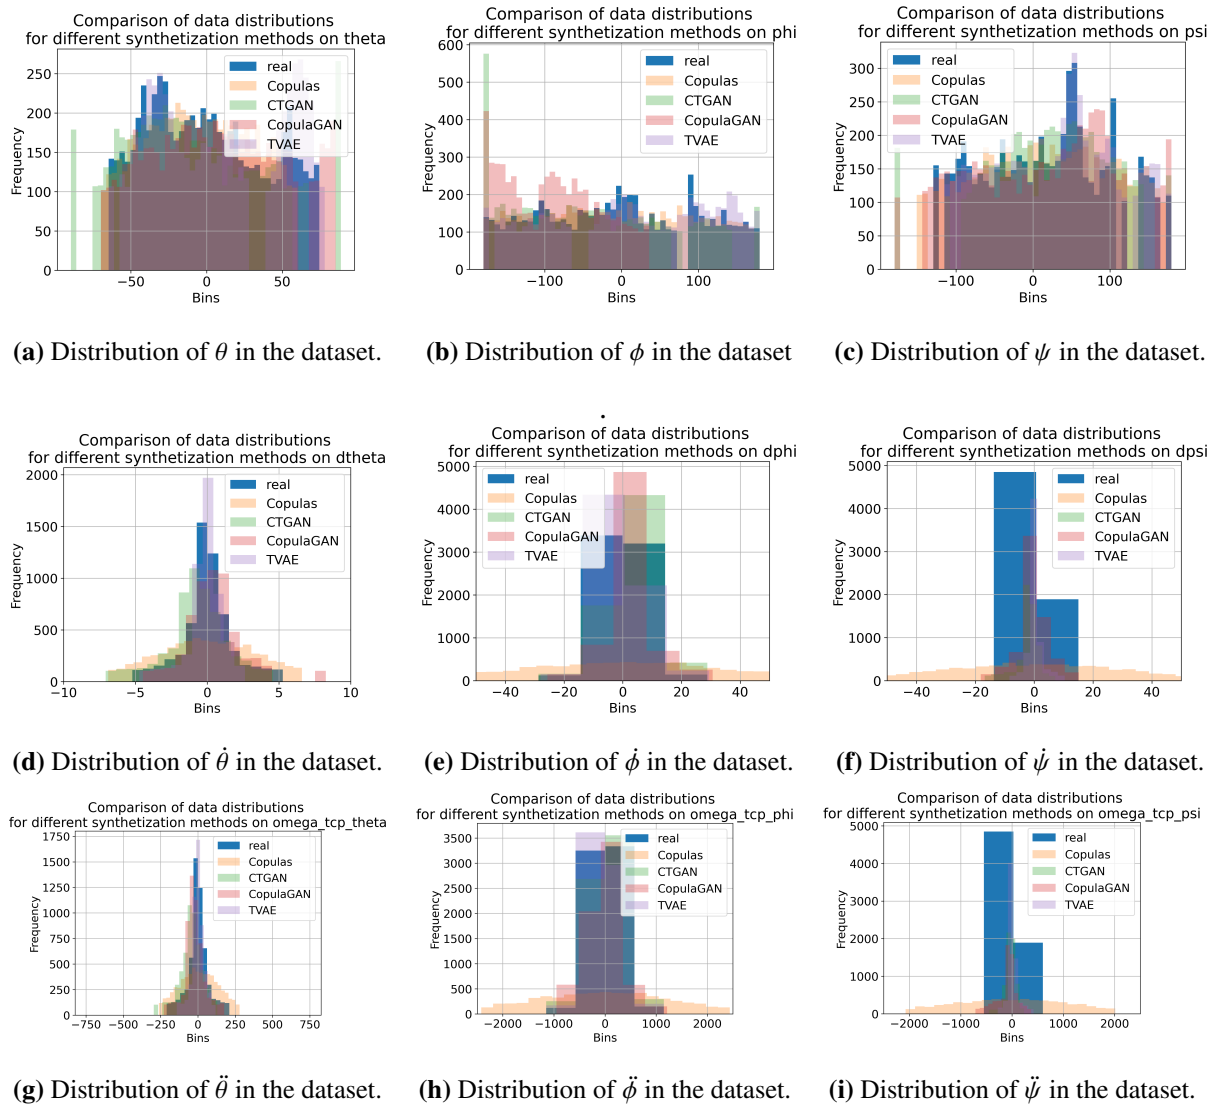 Comparison of data distributions
for different synthetization methods on theta
real
Copulas
CTGAN
CopulaGAN
TVAE
Frequency
250
200
150
100
50
0
−50
0
50
Bins
(a) Distribution of θ in the dataset.
Comparison of data distributions
for different synthetization methods on phi
real
Copulas
CTGAN
CopulaGAN
TVAE
Frequency
600
500
400
300
200
100
0
−100
0
100
Bins
(b) Distribution of ϕ in the dataset
Comparison of data distributions
for different synthetization methods on psi
real
Copulas
CTGAN
CopulaGAN
TVAE
Frequency
300
250
200
150
100
50
0
−100
0
100
Bins
(c) Distribution of ψ in the dataset.
Comparison of data distributions
for different synthetization methods on dtheta
real
Copulas
CTGAN
CopulaGAN
TVAE
Frequency
2000
1500
1000
500
0
−10
−5
0
5
10
Bins
(d) Distribution of θ̇ in the dataset.
Comparison of data distributions
for different synthetization methods on dphi
real
Copulas
CTGAN
CopulaGAN
TVAE
Frequency
5000
4000
3000
2000
1000
0
−40
−20
0
20
40
Bins
(e) Distribution of ϕ̇ in the dataset.
Comparison of data distributions
for different synthetization methods on dpsi
real
Copulas
CTGAN
CopulaGAN
TVAE
Frequency
5000
4000
3000
2000
1000
0
−40
−20
0
20
40
Bins
(f) Distribution of ψ̇ in the dataset.
Comparison of data distributions
for different synthetization methods on omega_tcp_theta
real
Copulas
CTGAN
CopulaGAN
TVAE
Frequency
1750
1500
1250
1000
750
500
250
0
−750
−500
−250
0
250
500
750
Bins
(g) Distribution of θ̈ in the dataset.
Comparison of data distributions
for different synthetization methods on omega_tcp_phi
real
Copulas
CTGAN
CopulaGAN
TVAE
Frequency
3500
3000
2500
2000
1500
1000
500
0
−2000
−1000
0
1000
2000
Bins
(h) Distribution of ϕ̈ in the dataset.
Comparison of data distributions
for different synthetization methods on omega_tcp_psi
real
Copulas
CTGAN
CopulaGAN
TVAE
Frequency
5000
4000
3000
2000
1000
0
−2000
−1000
0
1000
2000
Bins
(i) Distribution of ψ̈ in the dataset.